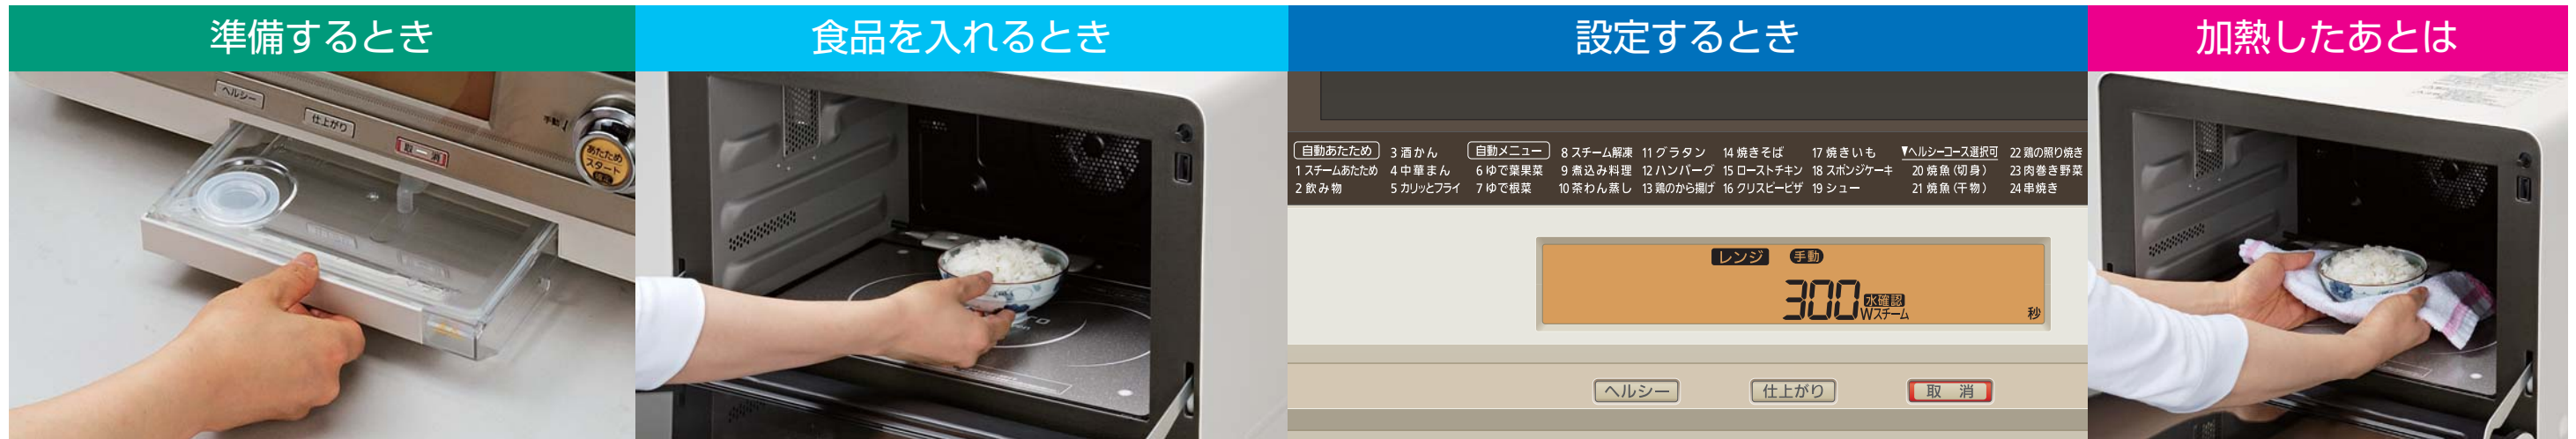 準備するとき
食品を入れるとき
設定するとき
加熱したあとは
ヘルシー
仕上がり
取消
手動
あたため
スタート
自動あたため
1 スチームあたため
2 飲み物
3 酒かん
4 中華まん
5 カリッとフライ
自動メニュー
6 ゆで葉果菜
7 ゆで根菜
8 スチーム解凍
9 煮込み料理
10 茶わん蒸し
11 グラタン
12 ハンバーグ
13 鶏のから揚げ
14 焼きそば
15 ローストチキン
16 クリスピーピザ
17 焼きいも
18 スポンジケーキ
19 シュー
▼ヘルシーコース選択可
20 焼魚(切身)
21 焼魚(干物)
22 鶏の照り焼き
23 肉巻き野菜
24 串焼き
レンジ 手動
300W 水確認
スチーム
秒
ヘルシー
仕上がり
取消